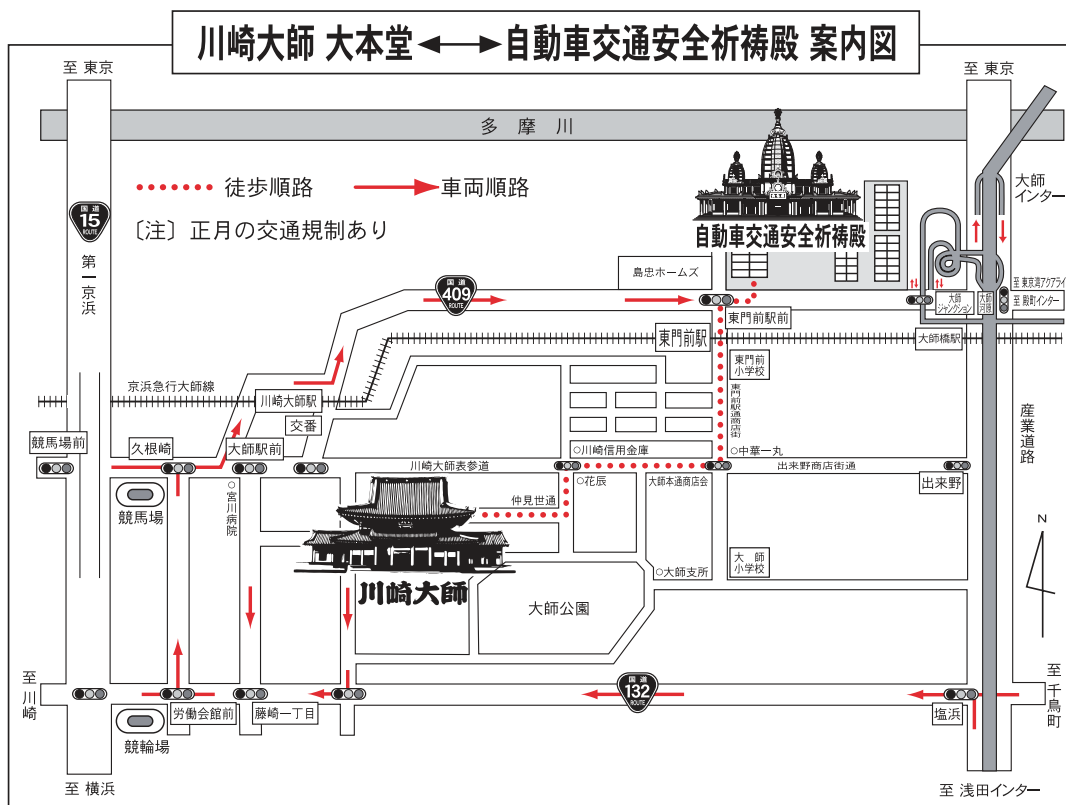 川崎大師 大本堂⟷自動車交通安全祈祷殿 案内図
至 東京
至 東京
多摩川
徒歩順路
車両順路
〔注〕正月の交通規制あり
国道
15
ROUTE
第一京浜
自動車交通安全祈祷殿
大師
インター
島忠ホームズ
国道
409
ROUTE
至 東京湾アクアライ
至 殿町インター
大師
ジャンクション
大師
河原
東門前駅前
東門前駅
大師橋駅
東門前
小学校
京浜急行大師線
川崎大師駅
東門前駅通商店街
産業道路
交番
競馬場前
久根崎
大師駅前
○川崎信用金庫
○中華一丸
川崎大師表参道
出来野商店街通
○宮川病院
仲見世通
○花辰
大師本通商店会
出来野
競馬場
N
川崎大師
○大師支所
大師
小学校
大師公園
至川崎
至千鳥町
国道
132
ROUTE
労働会館前
藤崎一丁目
塩浜
競輪場
至 横浜
至 浅田インター